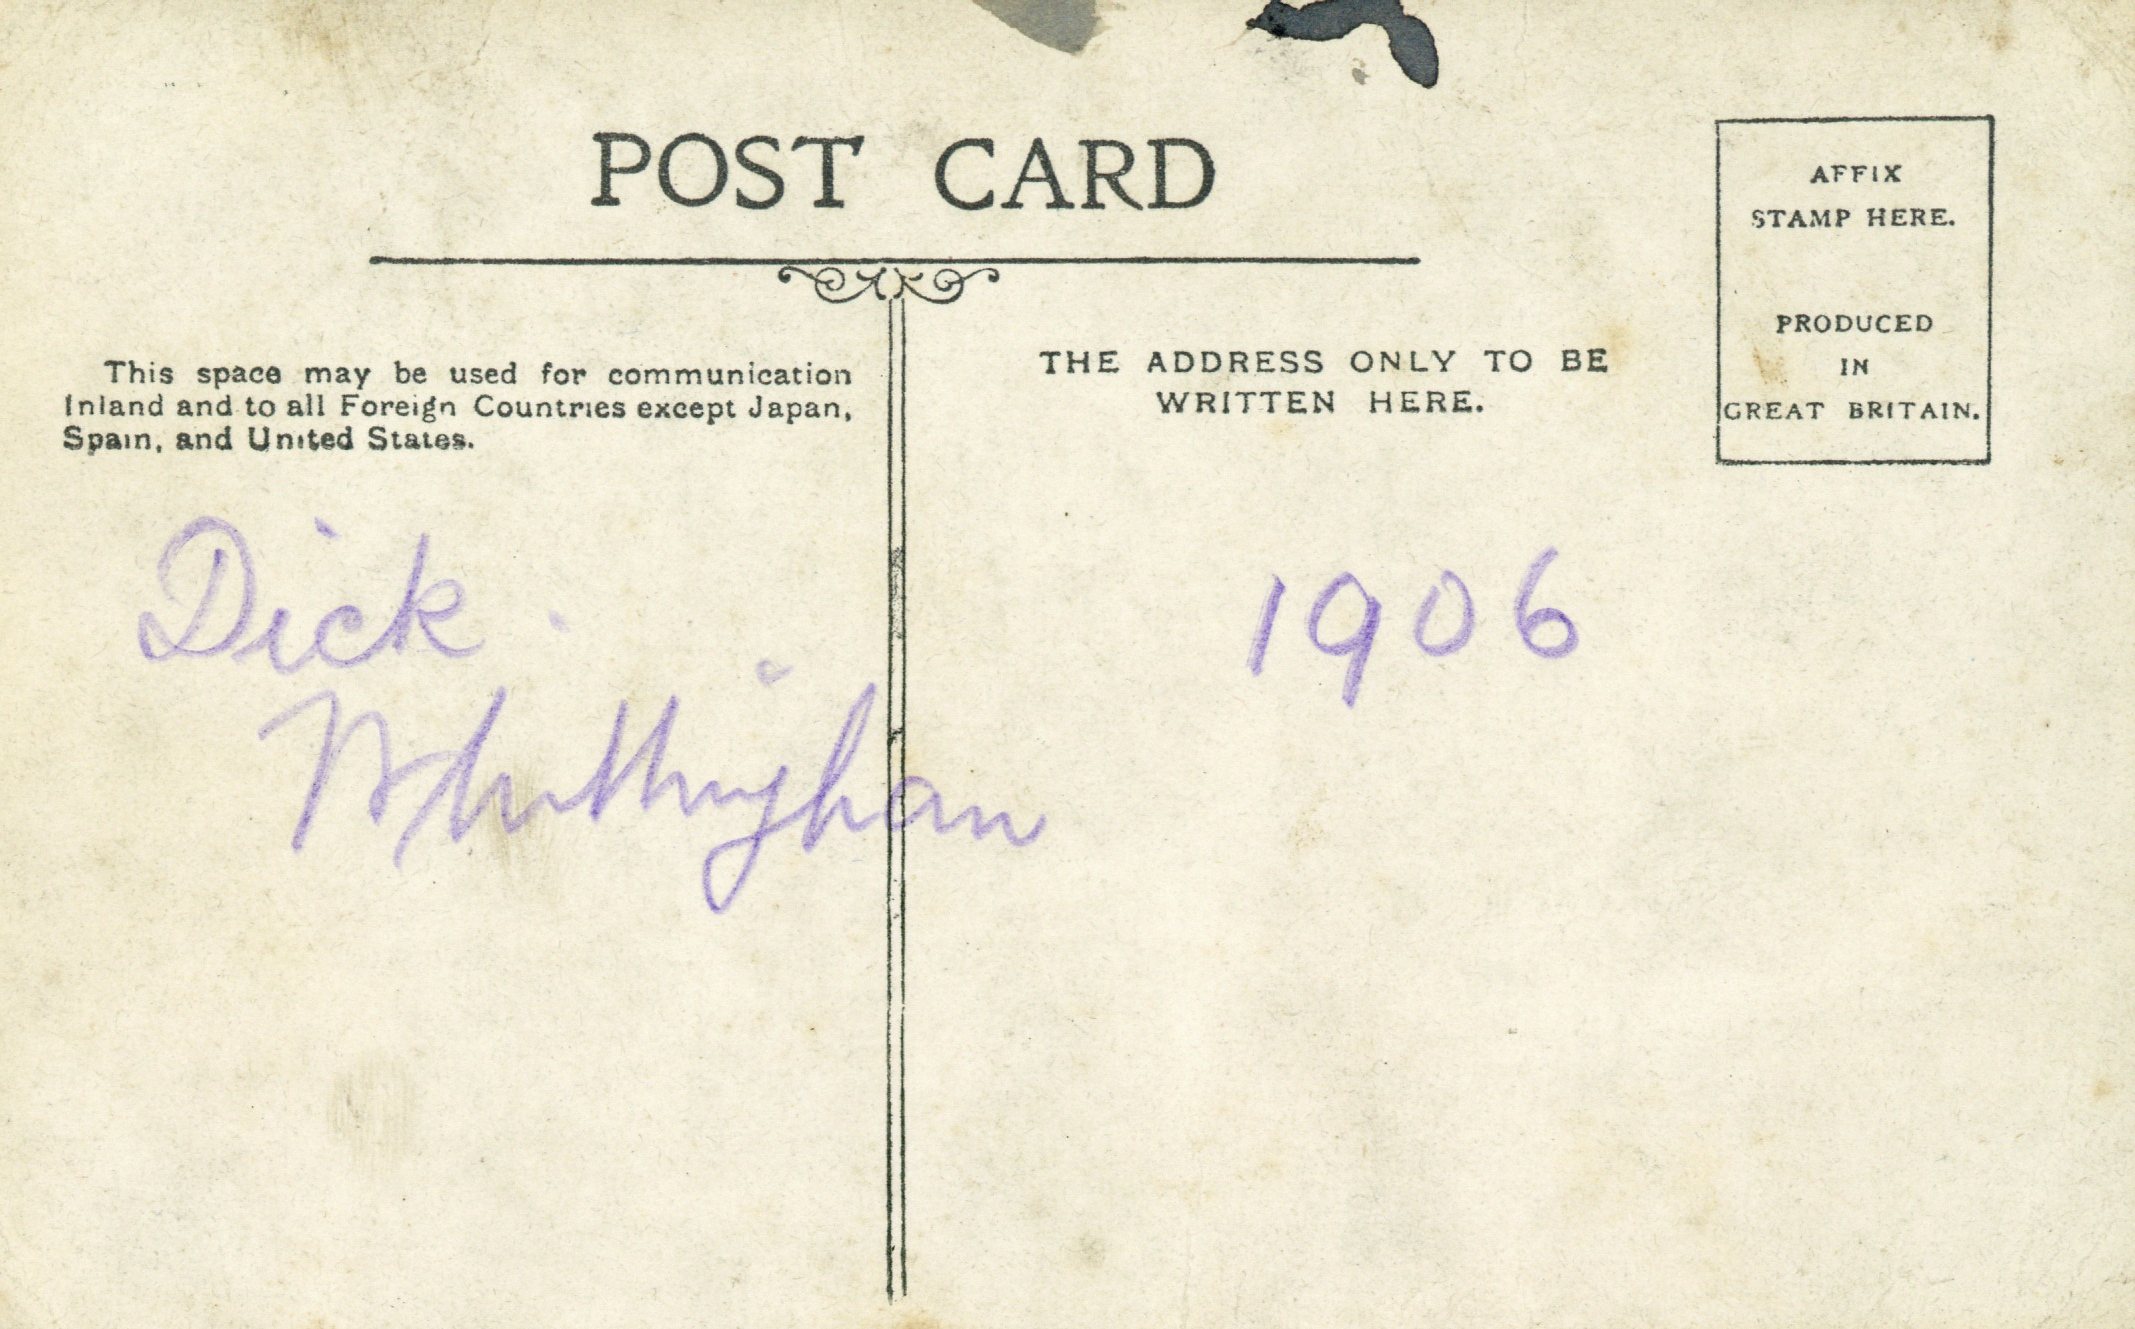 POST CARD
AFFIX
STAMP HERE.
PRODUCED
IN
GREAT BRITAIN.
This space may be used for communication
Inland and to all Foreign Countries except Japan,
Spain, and United States.
THE ADDRESS ONLY TO BE
WRITTEN HERE.
Dick
Whittingham
1906